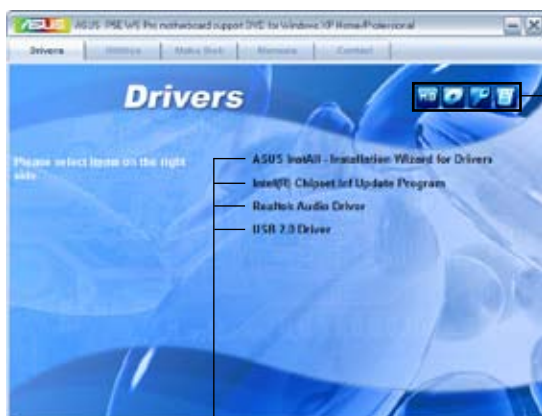 ASUS P5E WS Pro motherboard support DVD for Windows XP Home/Professional
Drivers Utilities Make Disk Manuals Contact
Drivers
Please select items on the right side.
ASUS InstAll - Installation Wizard for Drivers
Intel(R) Chipset Inf Update Program
Realtek Audio Driver
USB 2.0 Driver